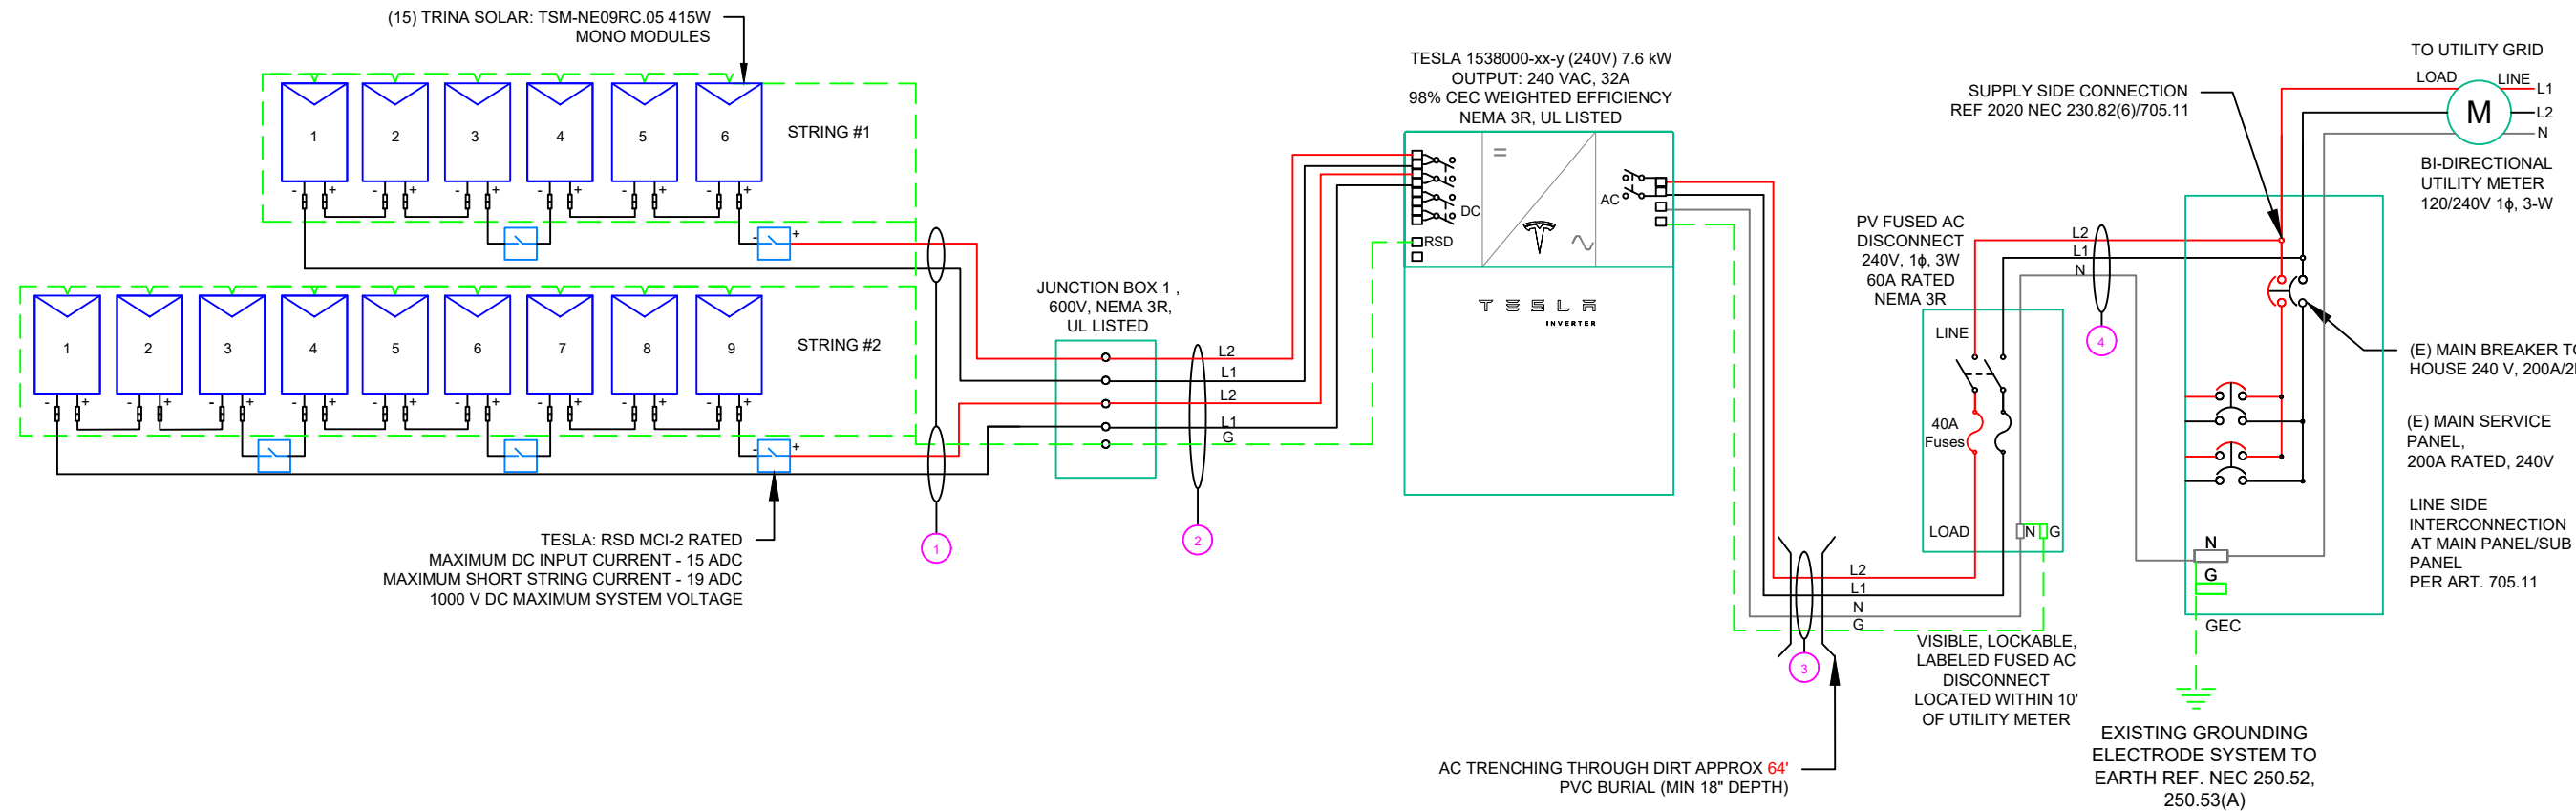 (15) TRINA SOLAR: TSM-NE09RC.05 415W
MONO MODULES
1
2
3
4
5
6
STRING #1
- +
- +
- +
- +
- +
- +
- +
1
2
3
4
5
6
7
8
9
STRING #2
- +
- +
- +
- +
- +
- +
- +
- +
- +
- +
TESLA: RSD MCI-2 RATED
MAXIMUM DC INPUT CURRENT - 15 ADC
MAXIMUM SHORT STRING CURRENT - 19 ADC
1000 V DC MAXIMUM SYSTEM VOLTAGE
1
JUNCTION BOX 1 ,
600V, NEMA 3R,
UL LISTED
L2
L1
L2
L1
G
2
TESLA 1538000-xx-y (240V) 7.6 kW
OUTPUT: 240 VAC, 32A
98% CEC WEIGHTED EFFICIENCY
NEMA 3R, UL LISTED
DC
RSD
AC
TESLA
INVERTER
L2
L1
N
G
3
AC TRENCHING THROUGH DIRT APPROX 64'
PVC BURIAL (MIN 18" DEPTH)
PV FUSED AC
DISCONNECT
240V, 1ϕ, 3W
60A RATED
NEMA 3R
LINE
40A
Fuses
LOAD
N G
VISIBLE, LOCKABLE,
LABELED FUSED AC
DISCONNECT
LOCATED WITHIN 10'
OF UTILITY METER
L2
L1
N
4
SUPPLY SIDE CONNECTION
REF 2020 NEC 230.82(6)/705.11
TO UTILITY GRID
LOAD
LINE
L1
L2
N
M
BI-DIRECTIONAL
UTILITY METER
120/240V 1ϕ, 3-W
(E) MAIN BREAKER TO
HOUSE 240 V, 200A/2
(E) MAIN SERVICE
PANEL,
200A RATED, 240V
LINE SIDE
INTERCONNECTION
AT MAIN PANEL/SUB
PANEL
PER ART. 705.11
N
G
GEC
EXISTING GROUNDING
ELECTRODE SYSTEM TO
EARTH REF. NEC 250.52,
250.53(A)